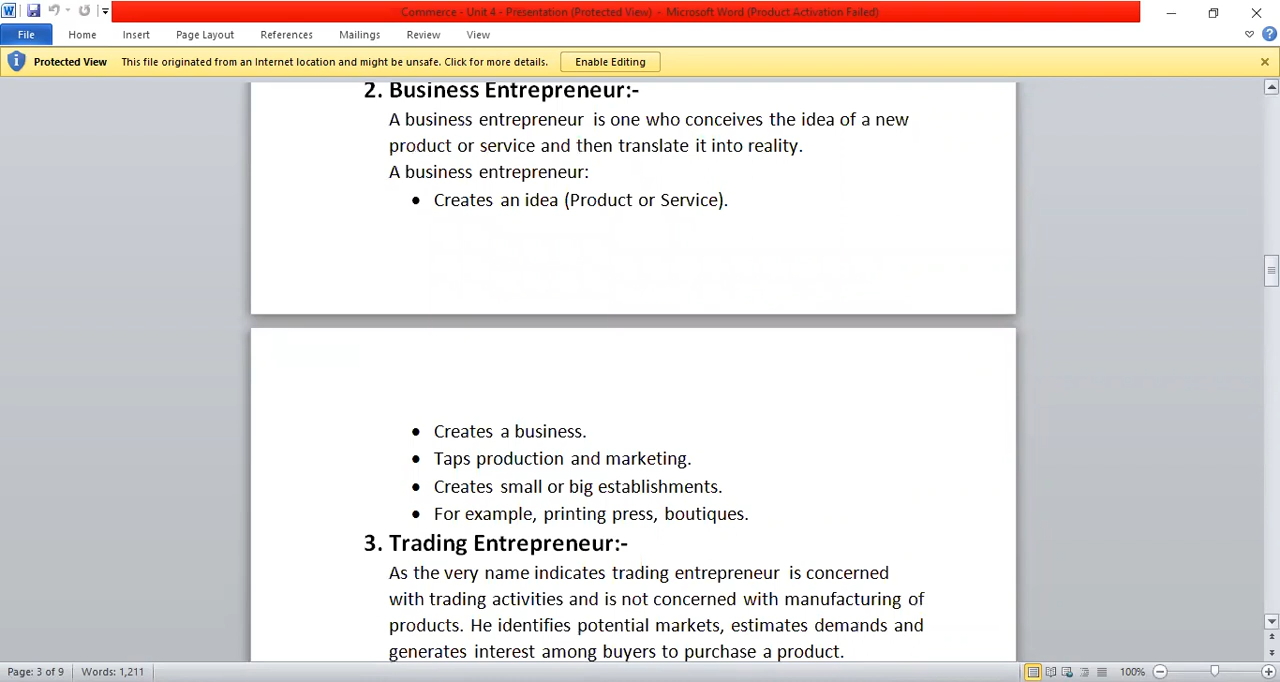 Commerce - Unit 4 - Presentation (Protected View) - Microsoft Word (Product Activation Failed)
File Home Insert Page Layout References Mailings Review View
Protected View This file originated from an Internet location and might be unsafe. Click for more details. Enable Editing
2. Business Entrepreneur:-
A business entrepreneur is one who conceives the idea of a new
product or service and then translate it into reality.
A business entrepreneur:
• Creates an idea (Product or Service).
• Creates a business.
• Taps production and marketing.
• Creates small or big establishments.
• For example, printing press, boutiques.
3. Trading Entrepreneur:-
As the very name indicates trading entrepreneur is concerned
with trading activities and is not concerned with manufacturing of
products. He identifies potential markets, estimates demands and
generates interest among buyers to purchase a product.
Page: 3 of 9 Words: 1,211 100%